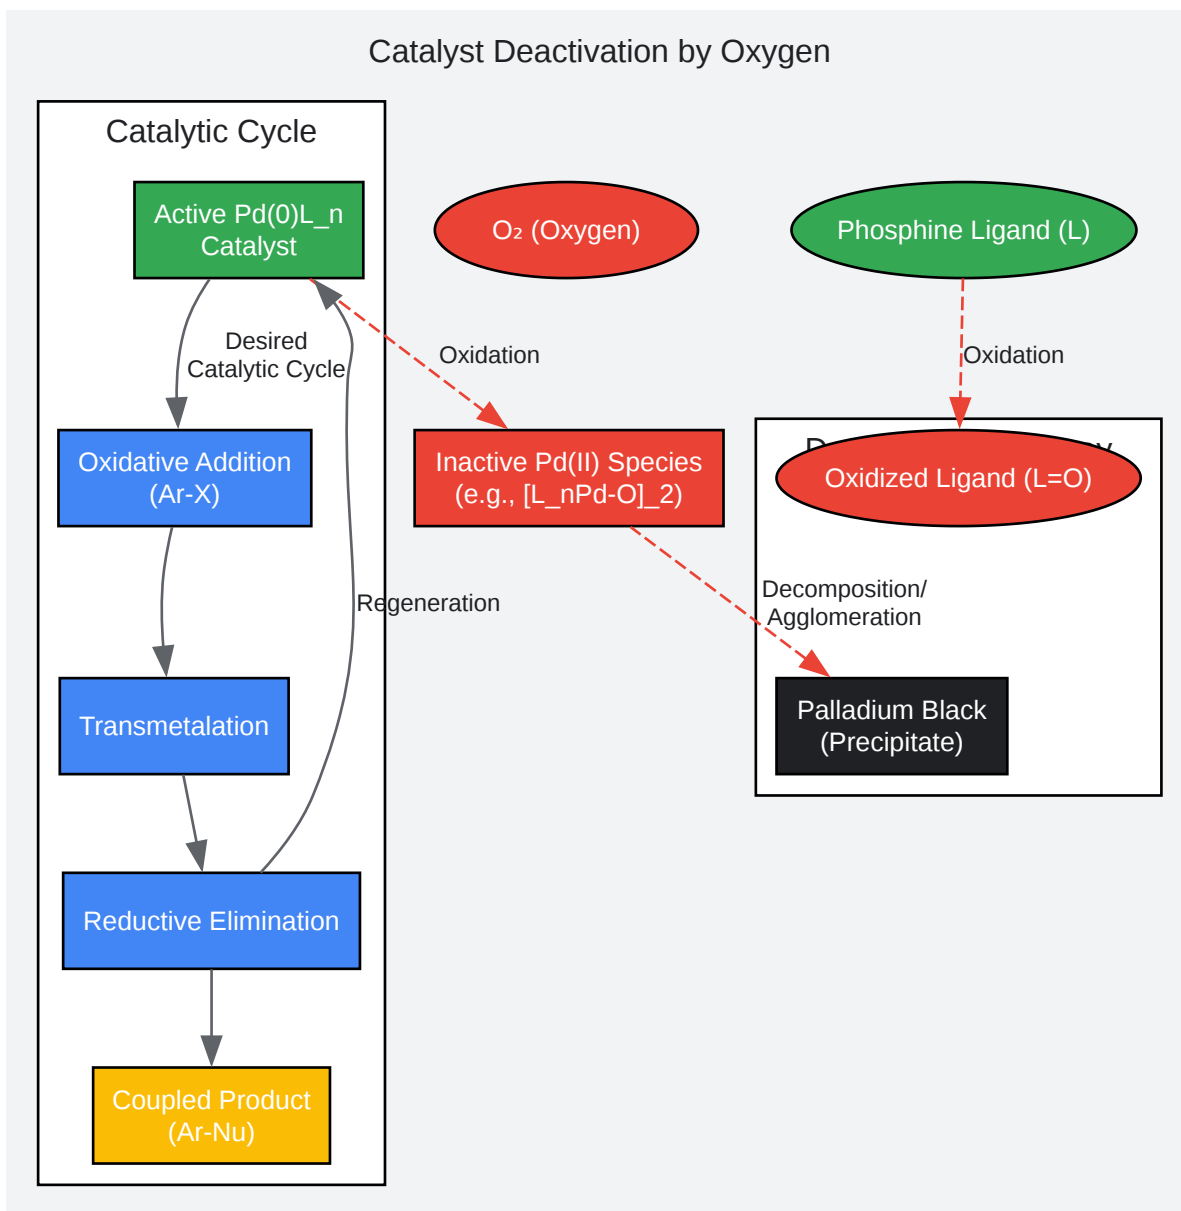 Catalyst Deactivation by Oxygen
Catalytic Cycle
Active Pd(0)L_n
Catalyst
O₂ (Oxygen)
Phosphine Ligand (L)
Desired
Catalytic Cycle
Oxidation
Oxidation
Oxidative Addition
(Ar-X)
Inactive Pd(II) Species
(e.g., [L_nPd-O]_2)
Oxidized Ligand (L=O)
Regeneration
Decomposition/
Agglomeration
Transmetalation
Palladium Black
(Precipitate)
Reductive Elimination
Coupled Product
(Ar-Nu)